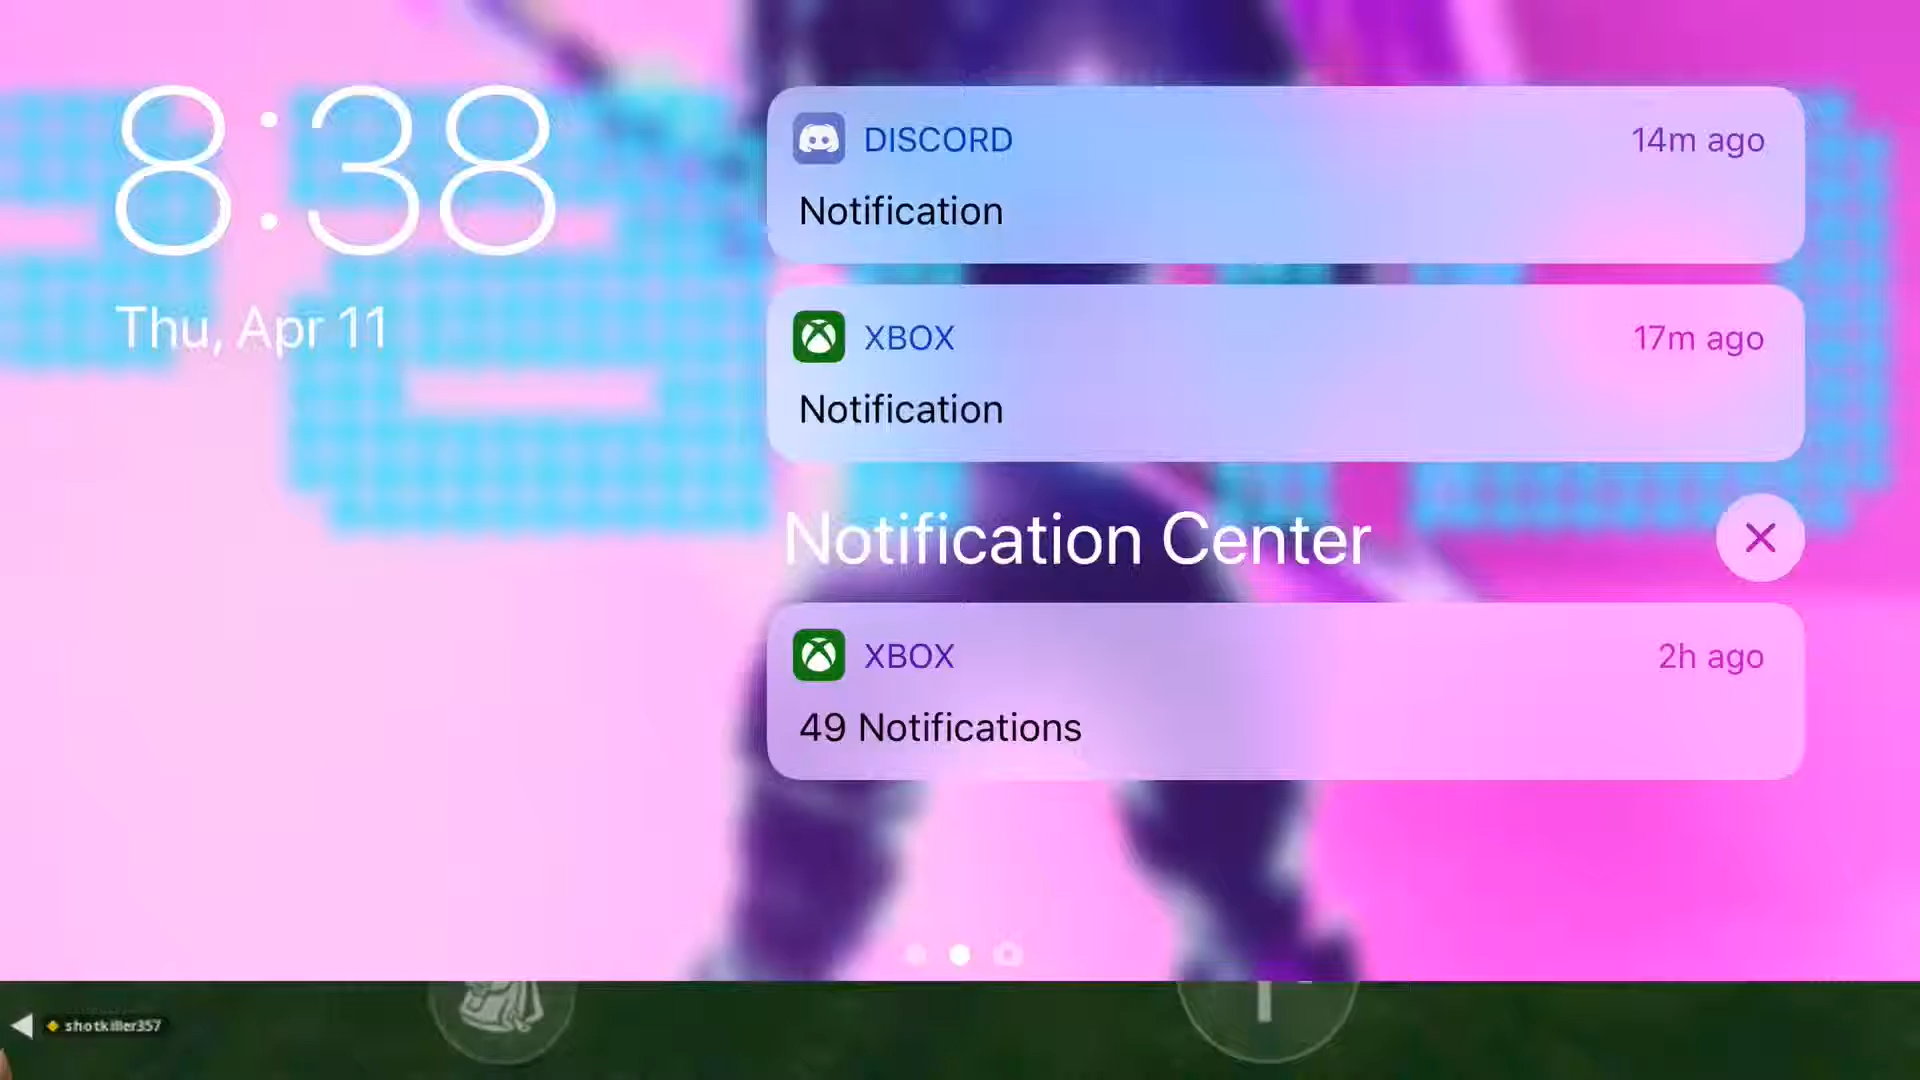 8:38
Thu, Apr 11
DISCORD
14m ago
Notification
XBOX
17m ago
Notification
Notification Center
XBOX
2h ago
49 Notifications
shotkiller357